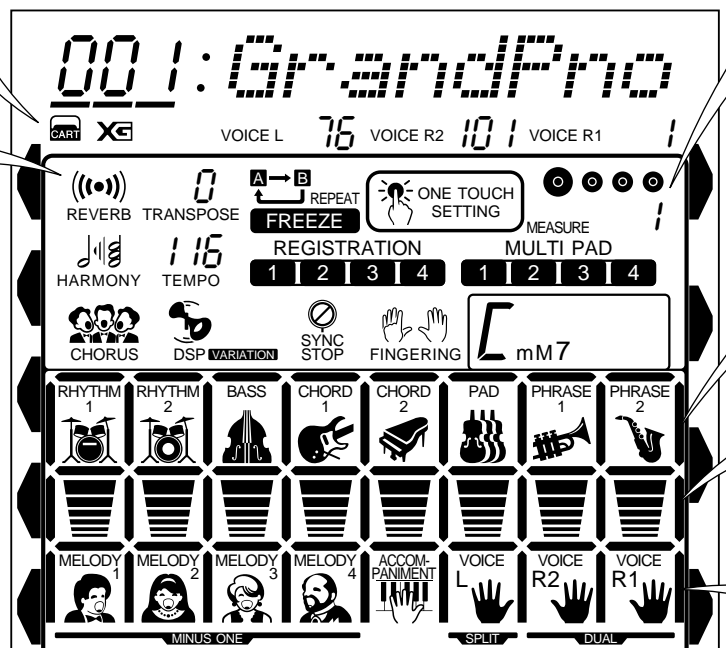 001:GrandPno
CART XG VOICE L 76 VOICE R2 101 VOICE R1 1
REVERB 0 TRANSPOSE A B REPEAT FREEZE ONE TOUCH SETTING MEASURE 1
HARMONY 116 TEMPO REGISTRATION 1 2 3 4 MULTI PAD 1 2 3 4
CHORUS DSP VARIATION SYNC STOP FINGERING C mM7
RHYTHM 1 RHYTHM 2 BASS CHORD 1 CHORD 2 PAD PHRASE 1 PHRASE 2
MELODY 1 MELODY 2 MELODY 3 MELODY 4 ACCOM-PANIMENT VOICE L VOICE R2 VOICE R1
MINUS ONE SPLIT DUAL